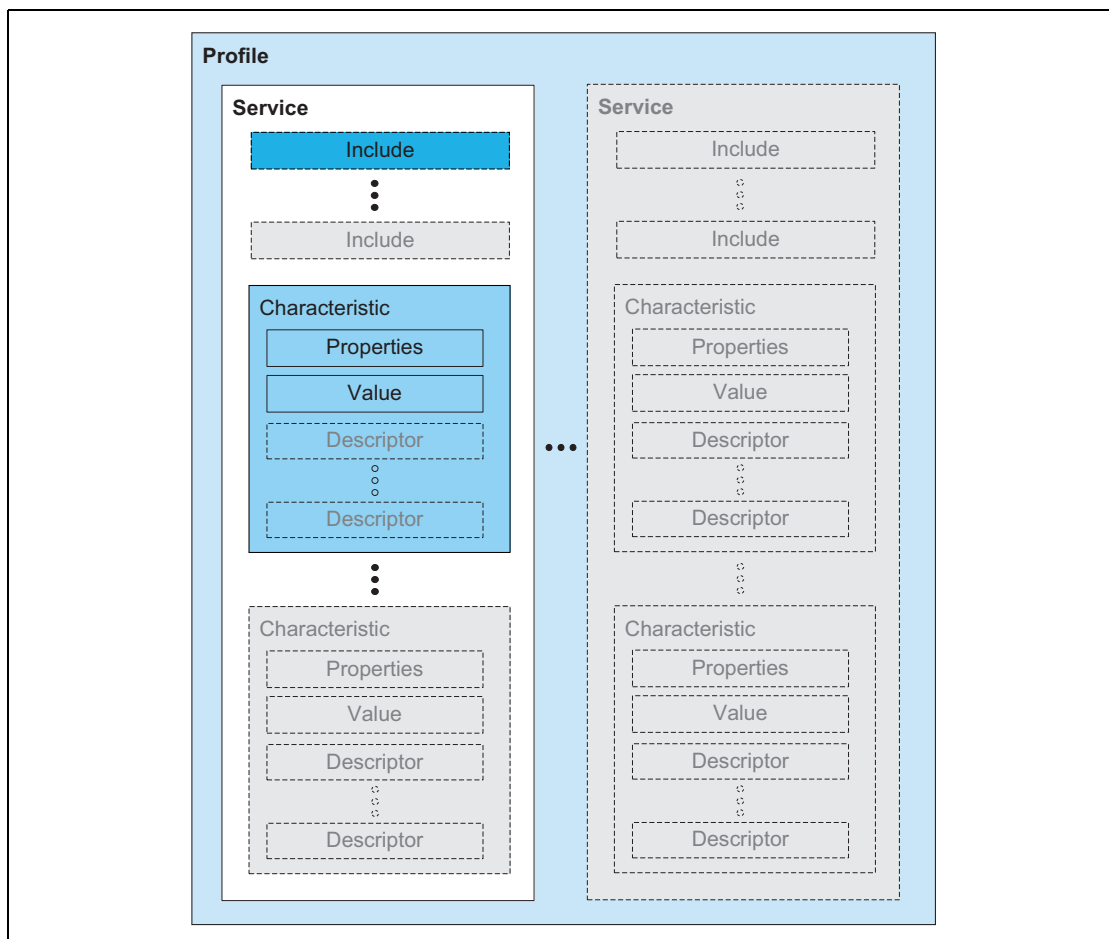 Profile
Service
Include
Include
Characteristic
Properties
Value
Descriptor
Descriptor
Characteristic
Properties
Value
Descriptor
Descriptor
Service
Include
Include
Characteristic
Properties
Value
Descriptor
Descriptor
Characteristic
Properties
Value
Descriptor
Descriptor